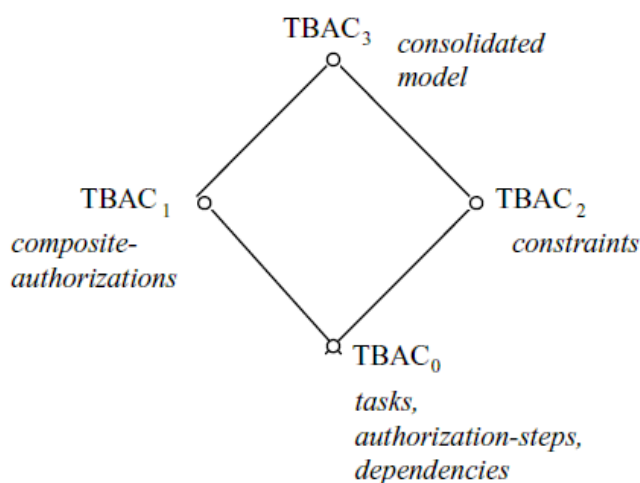 TBAC₃
consolidated
model
TBAC₁
composite-
authorizations
TBAC₂
constraints
TBAC₀
tasks,
authorization-steps,
dependencies